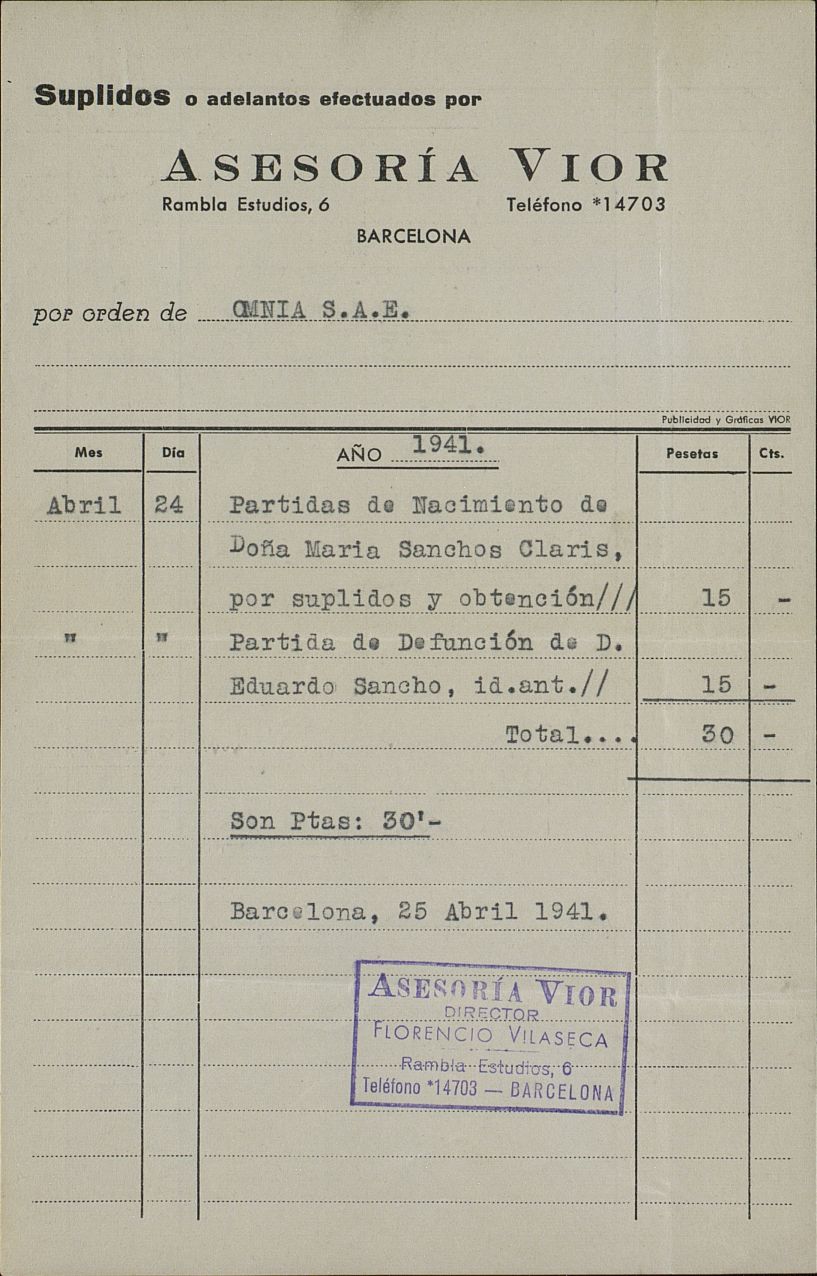 Suplidos o adelantos efectuados por
ASESORÍA VIOR
Rambla Estudios, 6 Teléfono *14703
BARCELONA
por orden de OMNIA S.A.E.
Publicidad y Gráficas VIOR
Mes Día AÑO 1941. Pesetas Cts.
Abril 24 Partidas de Nacimiento de
Doña Maria Sanchos Claris,
por suplidos y obtención/// 15 -
" " Partida de Defunción de D.
Eduardo Sancho, id.ant.// 15 -
Total.... 30 -
Son Ptas: 30'-
Barcelona, 25 Abril 1941.
ASESORÍA VIOR
DIRECTOR
FLORENCIO VILASECA
Rambla Estudios, 6
Teléfono *14703 — BARCELONA